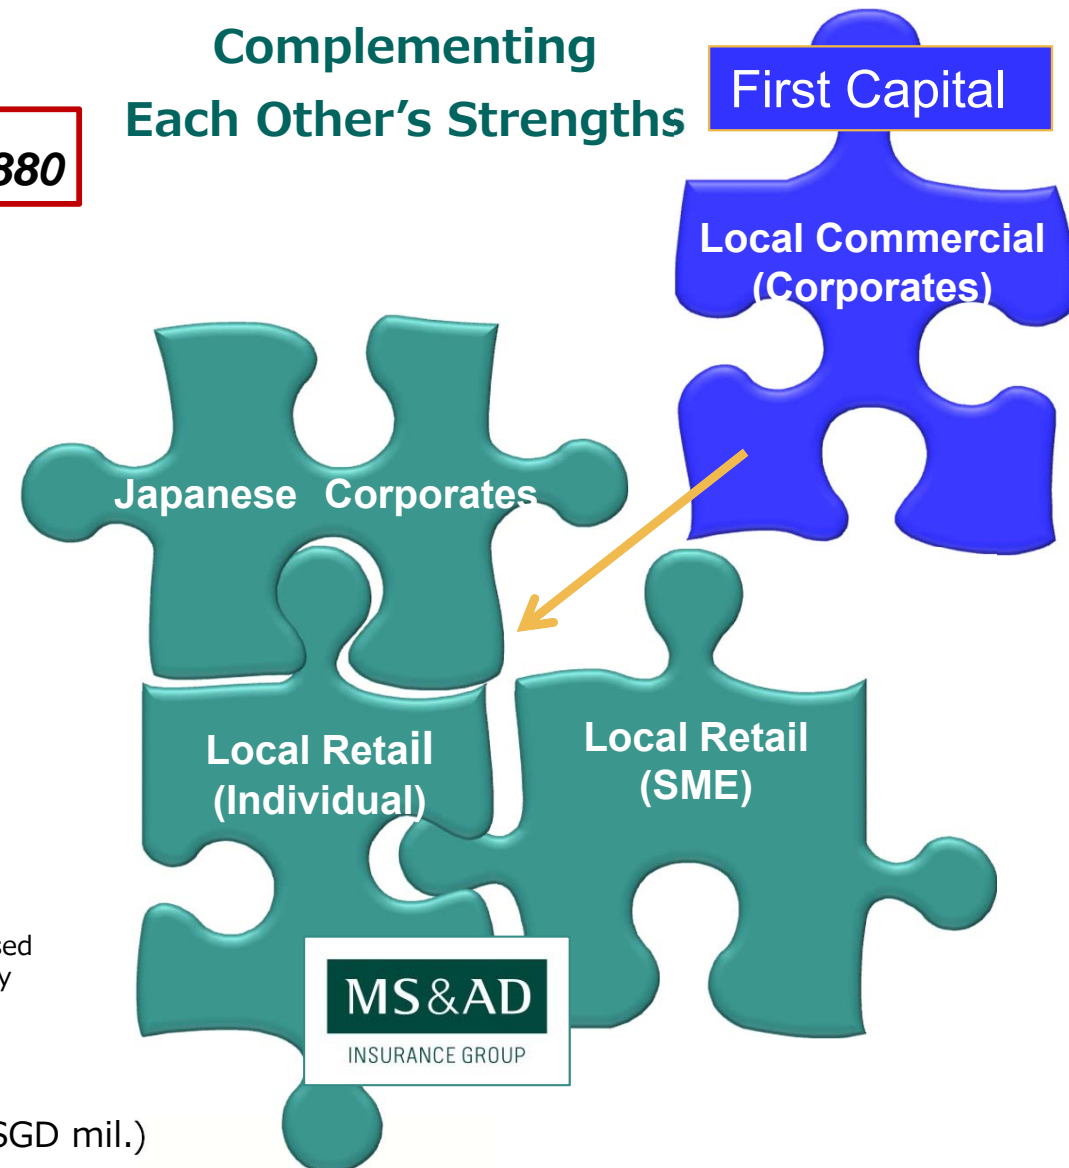 Complementing
Each Other's Strengths
First Capital
880
Local Commercial
(Corporates)
Japanese Corporates
Local Retail
(Individual)
Local Retail
(SME)
MS&AD
INSURANCE GROUP
SGD mil.)